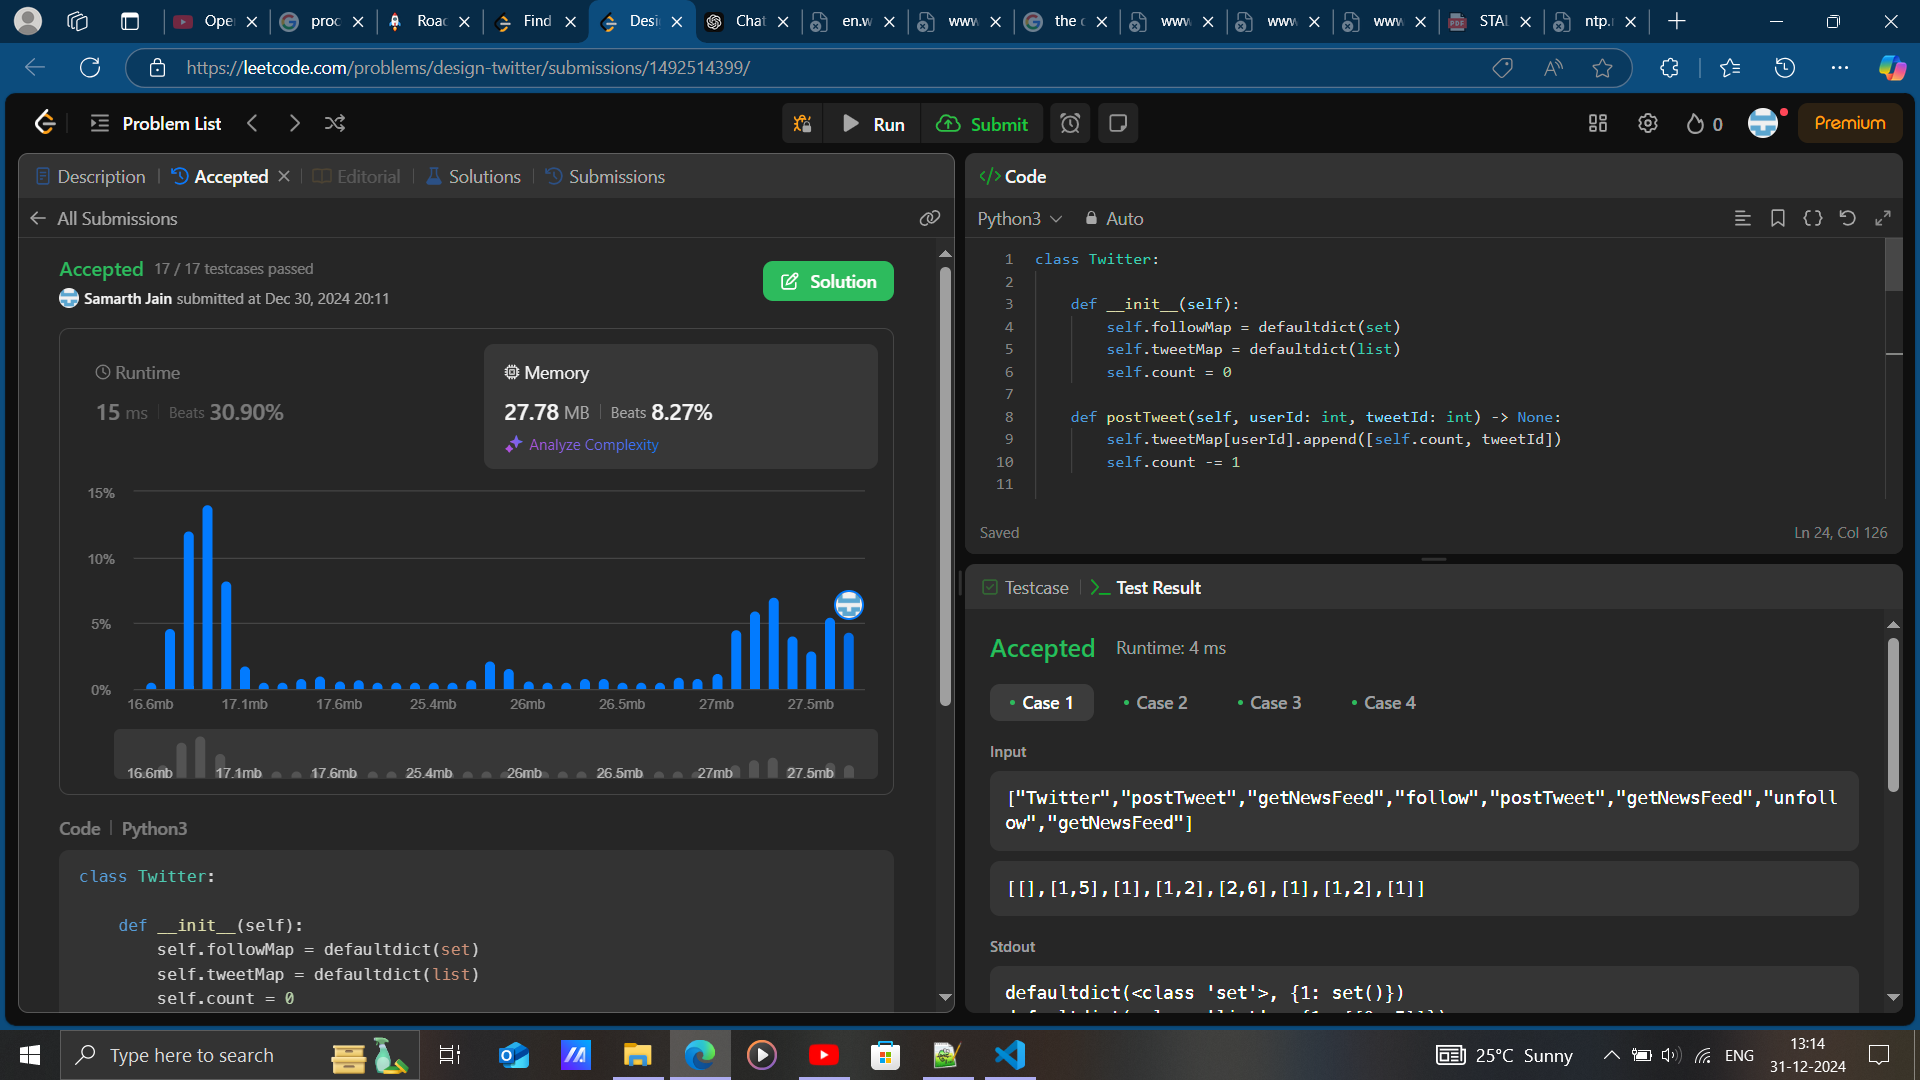 Oper
proc
Roac
Find
Desi
Chat
en.w
www
the c
www
www
www
STAL
ntp.
https://leetcode.com/problems/design-twitter/submissions/1492514399/
Problem List
Run
Submit
0
Premium
Description
Accepted
Editorial
Solutions
Submissions
All Submissions
Accepted 17 / 17 testcases passed
Samarth Jain submitted at Dec 30, 2024 20:11
Solution
Runtime
15 ms
Beats 30.90%
Memory
27.78 MB
Beats 8.27%
Analyze Complexity
15%
10%
5%
0%
16.6mb 17.1mb 17.6mb 25.4mb 26mb 26.5mb 27mb 27.5mb
16.6mb 17.1mb 17.6mb 25.4mb 26mb 26.5mb 27mb 27.5mb
Code | Python3
class Twitter:
def __init__(self):
self.followMap = defaultdict(set)
self.tweetMap = defaultdict(list)
self.count = 0
</> Code
Python3
Auto
1 class Twitter:
2
3 def __init__(self):
4 self.followMap = defaultdict(set)
5 self.tweetMap = defaultdict(list)
6 self.count = 0
7
8 def postTweet(self, userId: int, tweetId: int) -> None:
9 self.tweetMap[userId].append([self.count, tweetId])
10 self.count -= 1
11
Saved
Ln 24, Col 126
Testcase
Test Result
Accepted Runtime: 4 ms
Case 1
Case 2
Case 3
Case 4
Input
["Twitter","postTweet","getNewsFeed","follow","postTweet","getNewsFeed","unfoll
ow","getNewsFeed"]
[[],[1,5],[1],[1,2],[2,6],[1],[1,2],[1]]
Stdout
defaultdict(<class 'set'>, {1: set()})
Type here to search
25°C Sunny
ENG
13:14
31-12-2024